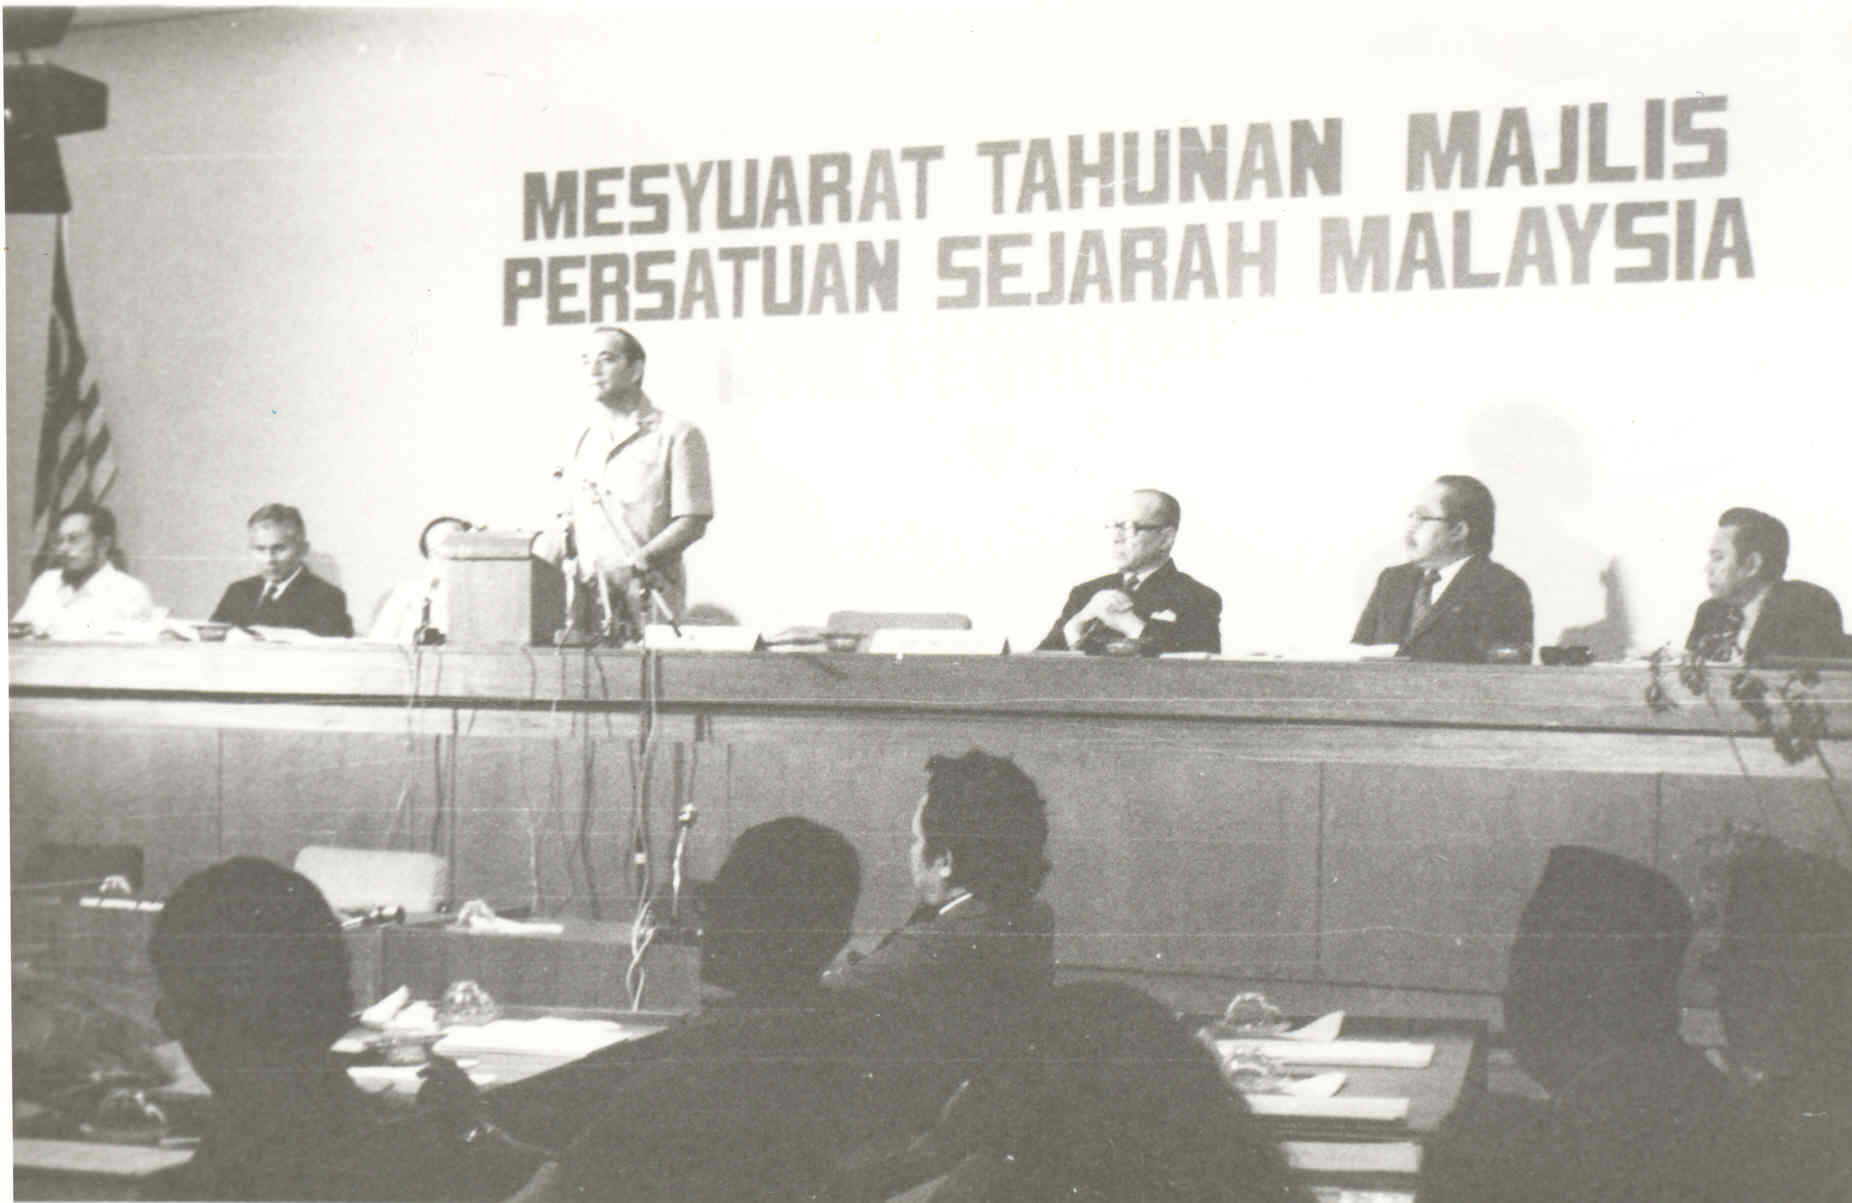 MESYUARAT TAHUNAN MAJLIS
PERSATUAN SEJARAH MALAYSIA